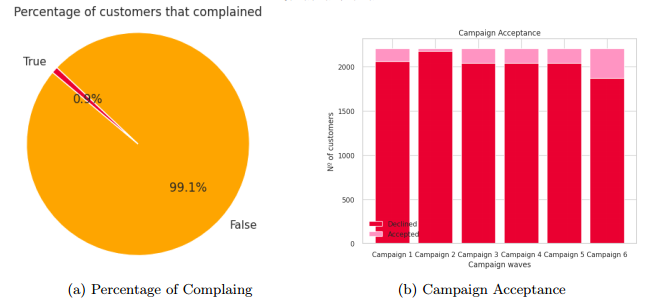 Percentage of customers that complained
True
0.9%
99.1%
False
(a) Percentage of Complaing
Campaign Acceptance
Nº of customers
2000
1500
1000
500
0
Declined
Accepted
Campaign 1 Campaign 2 Campaign 3 Campaign 4 Campaign 5 Campaign 6
Campaign waves
(b) Campaign Acceptance